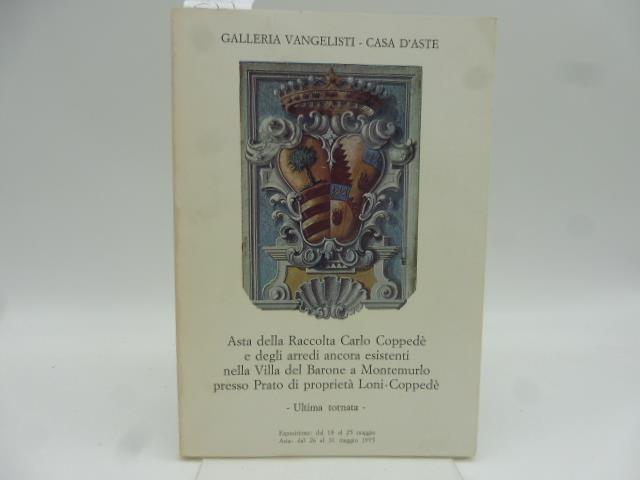 GALLERIA VANGELISTI - CASA D'ASTE
Asta della Raccolta Carlo Coppedè
e degli arredi ancora esistenti
nella Villa del Barone a Montemurlo
presso Prato di proprietà Loni-Coppedè
- Ultima tornata -
Esposizione: dal 18 al 25 maggio
Asta: dal 26 al 31 maggio 1975